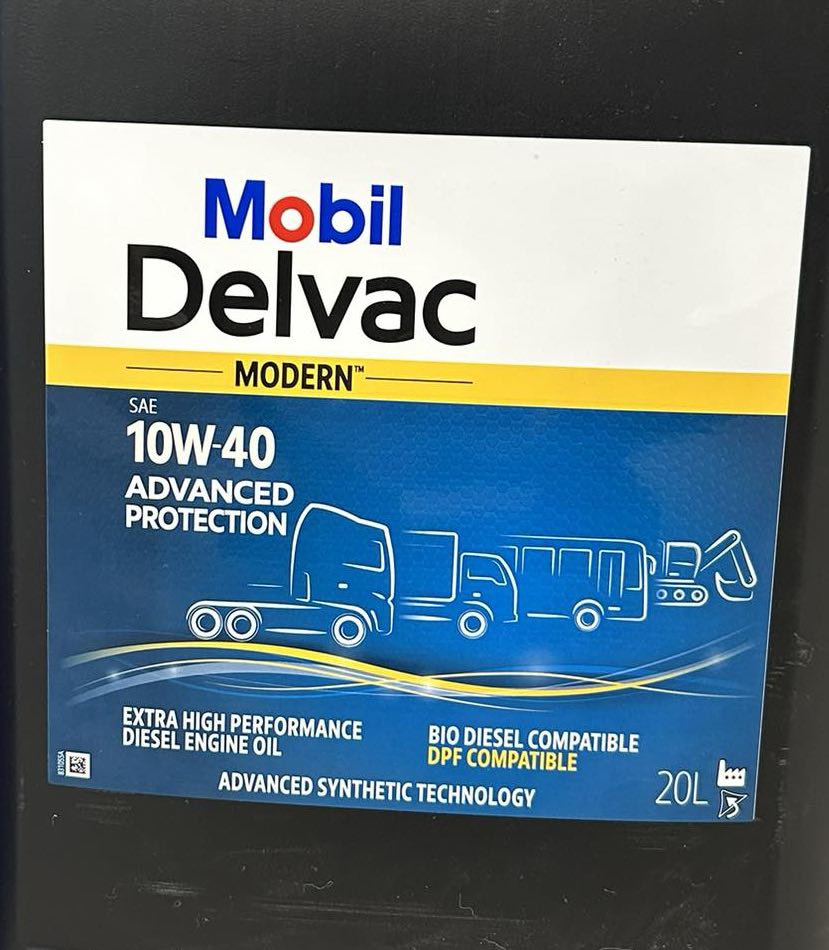 Mobil
Delvac
MODERN™
SAE
10W-40
ADVANCED
PROTECTION
EXTRA HIGH PERFORMANCE
DIESEL ENGINE OIL
BIO DIESEL COMPATIBLE
DPF COMPATIBLE
ADVANCED SYNTHETIC TECHNOLOGY
20L